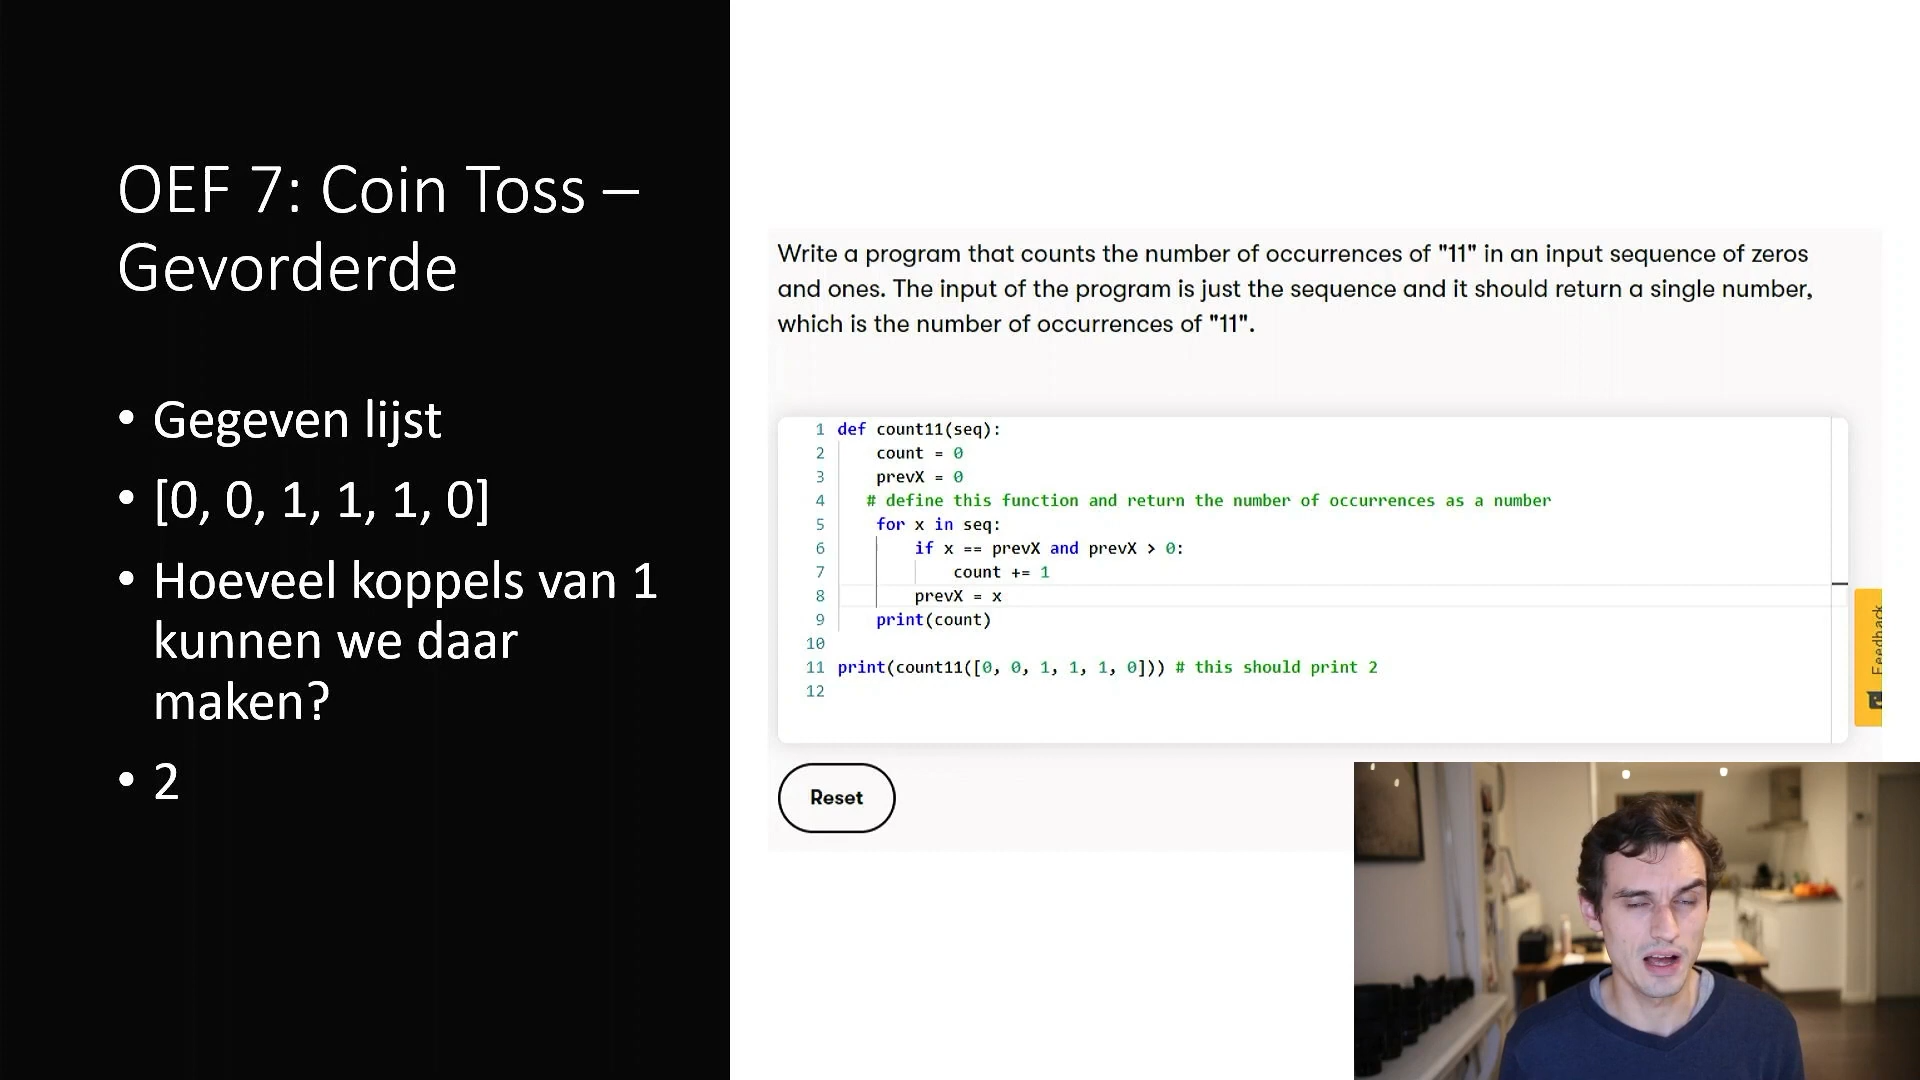 OEF 7: Coin Toss –
Gevorderde
• Gegeven lijst
• [0, 0, 1, 1, 1, 0]
• Hoeveel koppels van 1
kunnen we daar
maken?
• 2
Write a program that counts the number of occurrences of "11" in an input sequence of zeros
and ones. The input of the program is just the sequence and it should return a single number,
which is the number of occurrences of "11".
1 def count11(seq):
2     count = 0
3     prevX = 0
4    # define this function and return the number of occurrences as a number
5     for x in seq:
6         if x == prevX and prevX > 0:
7             count += 1
8         prevX = x
9     print(count)
10
11 print(count11([0, 0, 1, 1, 1, 0])) # this should print 2
12
Feedback
Reset